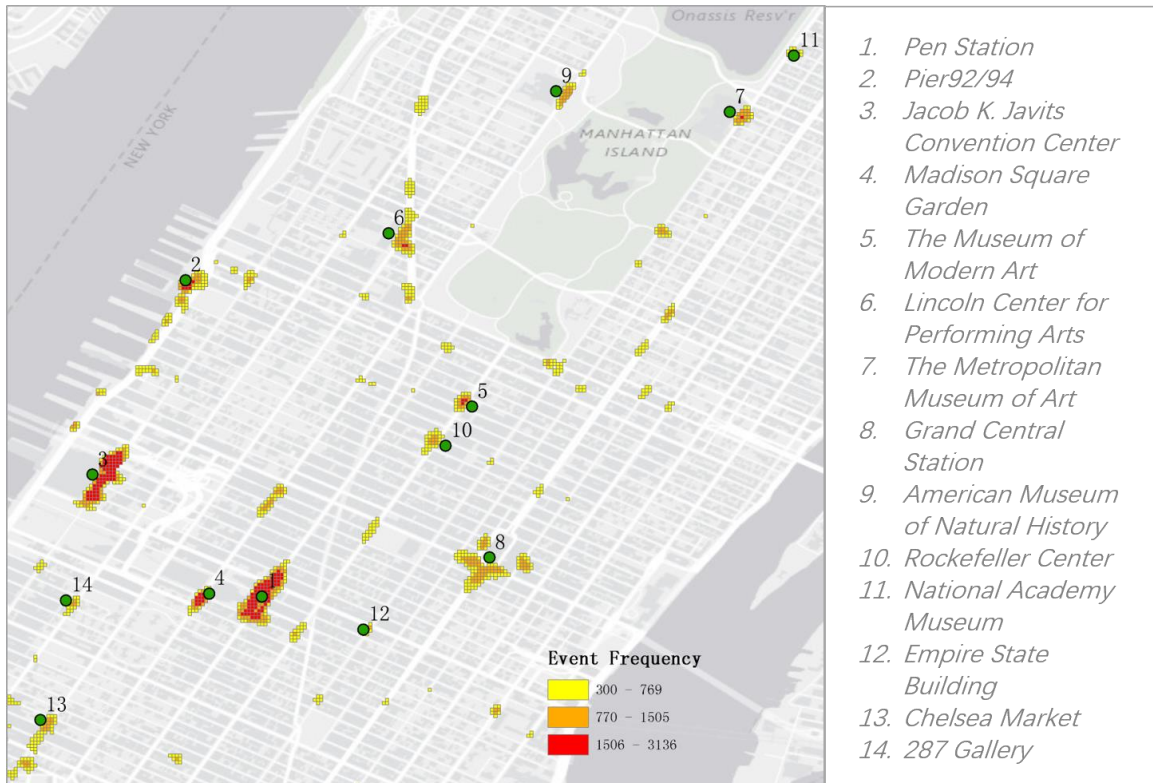 Onassis Resv'r
11
9
7
MANHATTAN
ISLAND
NEW YORK
6
2
5
10
3
8
14
4
1
12
13
Event Frequency
300 - 769
770 - 1505
1506 - 3136
1. Pen Station
2. Pier92/94
3. Jacob K. Javits
Convention Center
4. Madison Square
Garden
5. The Museum of
Modern Art
6. Lincoln Center for
Performing Arts
7. The Metropolitan
Museum of Art
8. Grand Central
Station
9. American Museum
of Natural History
10. Rockefeller Center
11. National Academy
Museum
12. Empire State
Building
13. Chelsea Market
14. 287 Gallery